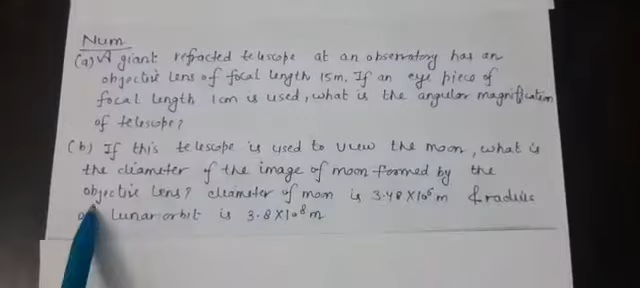 Num
(a) A giant refracted telescope at an observatory has an
objective lens of focal length 15m. If an eye piece of
focal length 1cm is used, what is the angular magnification
of telescope?
(b) If this telescope is used to view the moon, what is
the diameter of the image of moon formed by the
objective lens? diameter of moon is 3.48 X 10⁶ m & radius
lunar orbit is 3.8 X 10⁸ m